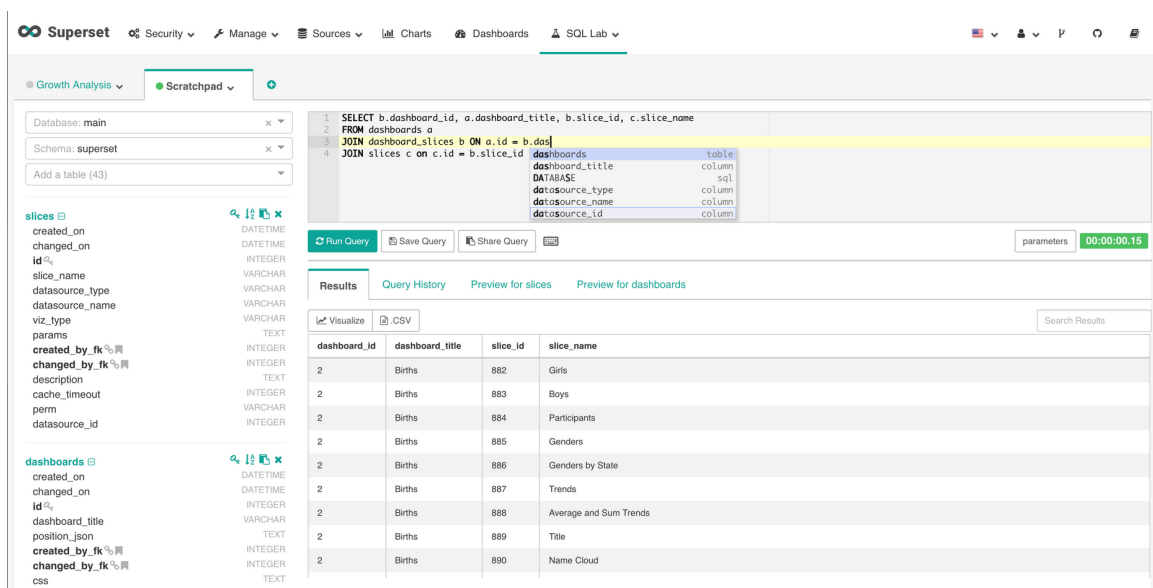 Superset Security Manage Sources Charts Dashboards SQL Lab
Growth Analysis Scratchpad
Database: main
Schema: superset
Add a table (43)
slices
created_on DATETIME
changed_on DATETIME
id INTEGER
slice_name VARCHAR
datasource_type VARCHAR
datasource_name VARCHAR
viz_type VARCHAR
params TEXT
created_by_fk INTEGER
changed_by_fk INTEGER
description TEXT
cache_timeout INTEGER
perm VARCHAR
datasource_id INTEGER
dashboards
created_on DATETIME
changed_on DATETIME
id INTEGER
dashboard_title VARCHAR
position_json TEXT
created_by_fk INTEGER
changed_by_fk INTEGER
css TEXT
1 SELECT b.dashboard_id, a.dashboard_title, b.slice_id, c.slice_name
2 FROM dashboards a
3 JOIN dashboard_slices b ON a.id = b.das
4 JOIN slices c on c.id = b.slice_id
dashboards table
dashboard_title column
DATABASE sql
datasource_type column
datasource_name column
datasource_id column
Run Query Save Query Share Query parameters 00:00:00.15
Results Query History Preview for slices Preview for dashboards
Visualize .CSV Search Results
dashboard_id dashboard_title slice_id slice_name
2 Births 882 Girls
2 Births 883 Boys
2 Births 884 Participants
2 Births 885 Genders
2 Births 886 Genders by State
2 Births 887 Trends
2 Births 888 Average and Sum Trends
2 Births 889 Title
2 Births 890 Name Cloud